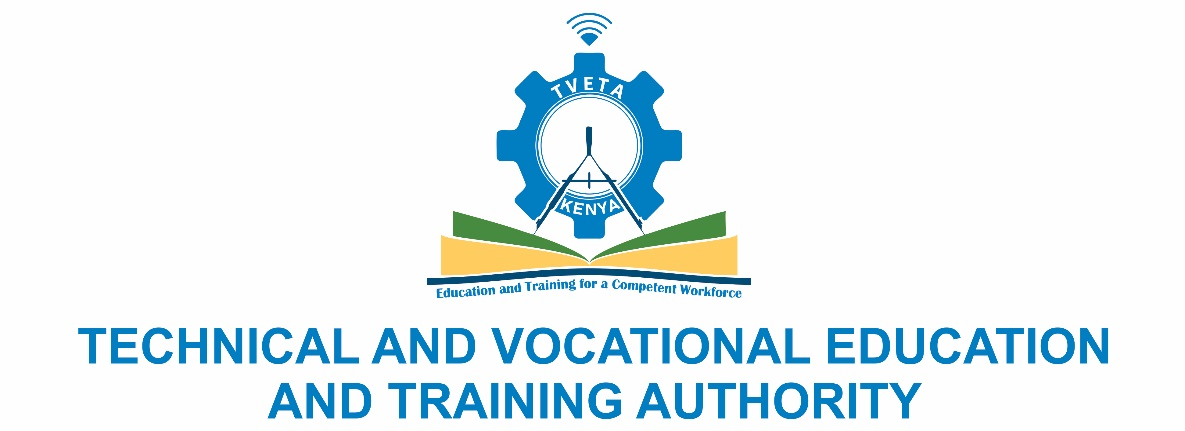 TVETA
KENYA
Education and Training for a Competent Workforce
TECHNICAL AND VOCATIONAL EDUCATION
AND TRAINING AUTHORITY